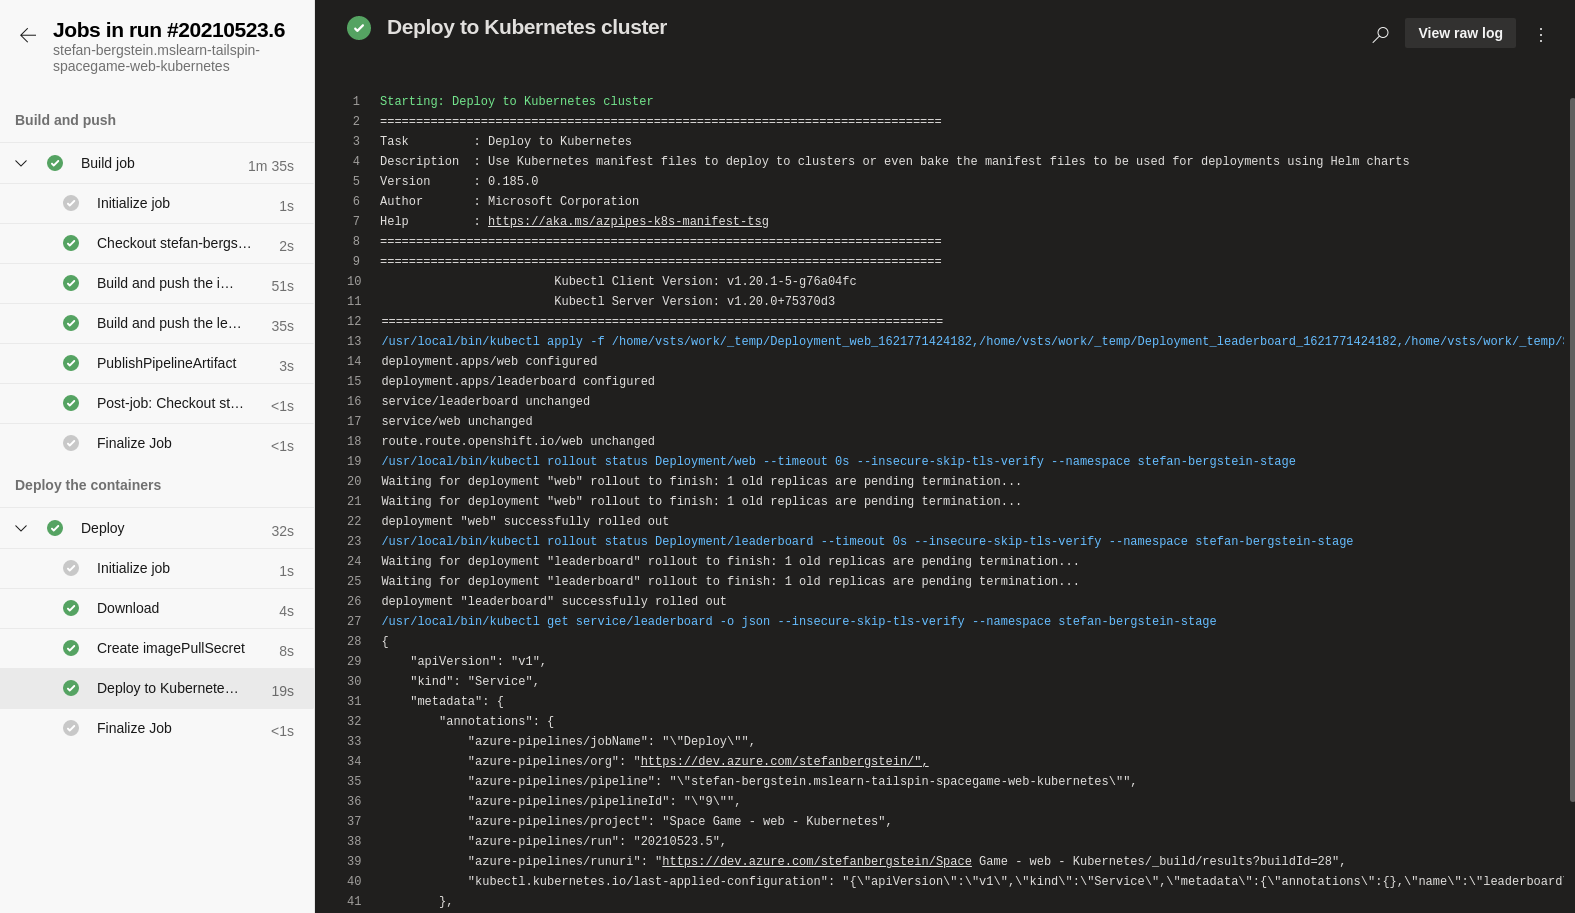 Jobs in run #20210523.6
stefan-bergstein.mslearn-tailspin-
spacegame-web-kubernetes
Build and push
Build job 1m 35s
Initialize job 1s
Checkout stefan-bergs… 2s
Build and push the i… 51s
Build and push the le… 35s
PublishPipelineArtifact 3s
Post-job: Checkout st… <1s
Finalize Job <1s
Deploy the containers
Deploy 32s
Initialize job 1s
Download 4s
Create imagePullSecret 8s
Deploy to Kubernete… 19s
Finalize Job <1s
Deploy to Kubernetes cluster
View raw log
1 Starting: Deploy to Kubernetes cluster
2 ==============================================================================
3 Task         : Deploy to Kubernetes
4 Description  : Use Kubernetes manifest files to deploy to clusters or even bake the manifest files to be used for deployments using Helm charts
5 Version      : 0.185.0
6 Author       : Microsoft Corporation
7 Help         : https://aka.ms/azpipes-k8s-manifest-tsg
8 ==============================================================================
9 ==============================================================================
10                         Kubectl Client Version: v1.20.1-5-g76a04fc
11                         Kubectl Server Version: v1.20.0+75370d3
12 ==============================================================================
13 /usr/local/bin/kubectl apply -f /home/vsts/work/_temp/Deployment_web_1621771424182,/home/vsts/work/_temp/Deployment_leaderboard_1621771424182,/home/vsts/work/_temp/
14 deployment.apps/web configured
15 deployment.apps/leaderboard configured
16 service/leaderboard unchanged
17 service/web unchanged
18 route.route.openshift.io/web unchanged
19 /usr/local/bin/kubectl rollout status Deployment/web --timeout 0s --insecure-skip-tls-verify --namespace stefan-bergstein-stage
20 Waiting for deployment "web" rollout to finish: 1 old replicas are pending termination...
21 Waiting for deployment "web" rollout to finish: 1 old replicas are pending termination...
22 deployment "web" successfully rolled out
23 /usr/local/bin/kubectl rollout status Deployment/leaderboard --timeout 0s --insecure-skip-tls-verify --namespace stefan-bergstein-stage
24 Waiting for deployment "leaderboard" rollout to finish: 1 old replicas are pending termination...
25 Waiting for deployment "leaderboard" rollout to finish: 1 old replicas are pending termination...
26 deployment "leaderboard" successfully rolled out
27 /usr/local/bin/kubectl get service/leaderboard -o json --insecure-skip-tls-verify --namespace stefan-bergstein-stage
28 {
29     "apiVersion": "v1",
30     "kind": "Service",
31     "metadata": {
32         "annotations": {
33             "azure-pipelines/jobName": "\"Deploy\"",
34             "azure-pipelines/org": "https://dev.azure.com/stefanbergstein/",
35             "azure-pipelines/pipeline": "\"stefan-bergstein.mslearn-tailspin-spacegame-web-kubernetes\"",
36             "azure-pipelines/pipelineId": "\"9\"",
37             "azure-pipelines/project": "Space Game - web - Kubernetes",
38             "azure-pipelines/run": "20210523.5",
39             "azure-pipelines/runuri": "https://dev.azure.com/stefanbergstein/Space Game - web - Kubernetes/_build/results?buildId=28",
40             "kubectl.kubernetes.io/last-applied-configuration": "{\"apiVersion\":\"v1\",\"kind\":\"Service\",\"metadata\":{\"annotations\":{},\"name\":\"leaderboard\
41         },